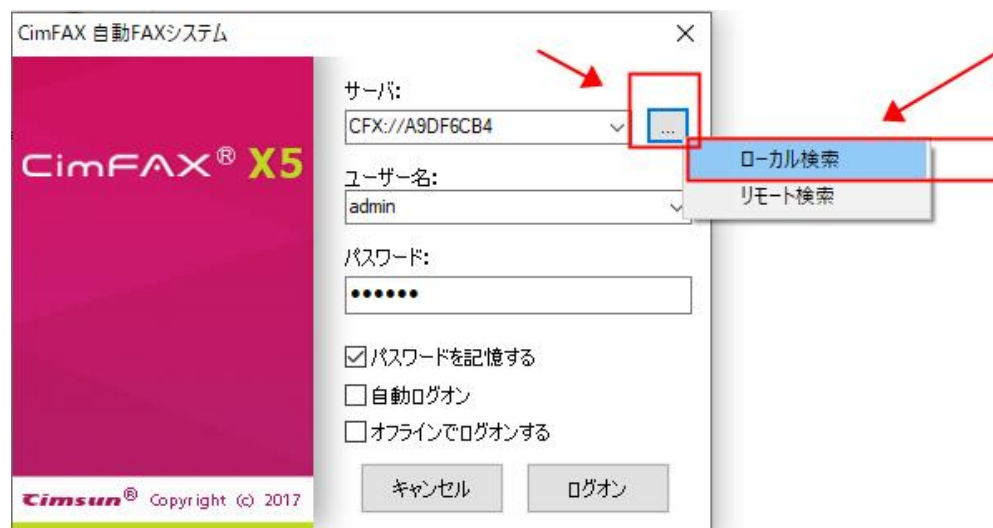 CimFAX 自動FAXシステム
サーバ:
CFX://A9DF6CB4
...
ローカル検索
リモート検索
CimFAX® X5
ユーザー名:
admin
パスワード:
●●●●●●
パスワードを記憶する
自動ログオン
オフラインでログオンする
キャンセル
ログオン
Cimsun® Copyright (c) 2017